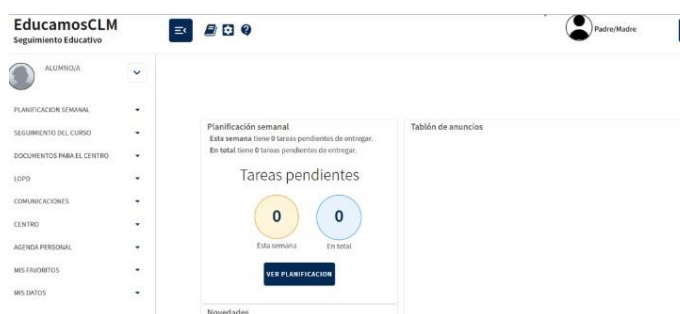 EducamosCLM
Seguimiento Educativo
Padre/Madre
ALUMNO/A
PLANIFICACION SEMANAL
SEGUIMIENTO DEL CURSO
DOCUMENTOS PARA EL CENTRO
LOPD
COMUNICACIONES
CENTRO
AGENDA PERSONAL
MIS FAVORITOS
MIS DATOS
Planificación semanal
Esta semana tiene 0 tareas pendientes de entregar.
En total tiene 0 tareas pendientes de entregar.
Tareas pendientes
0 0
Esta semana En total
VER PLANIFICACION
Novedades
Tablón de anuncios